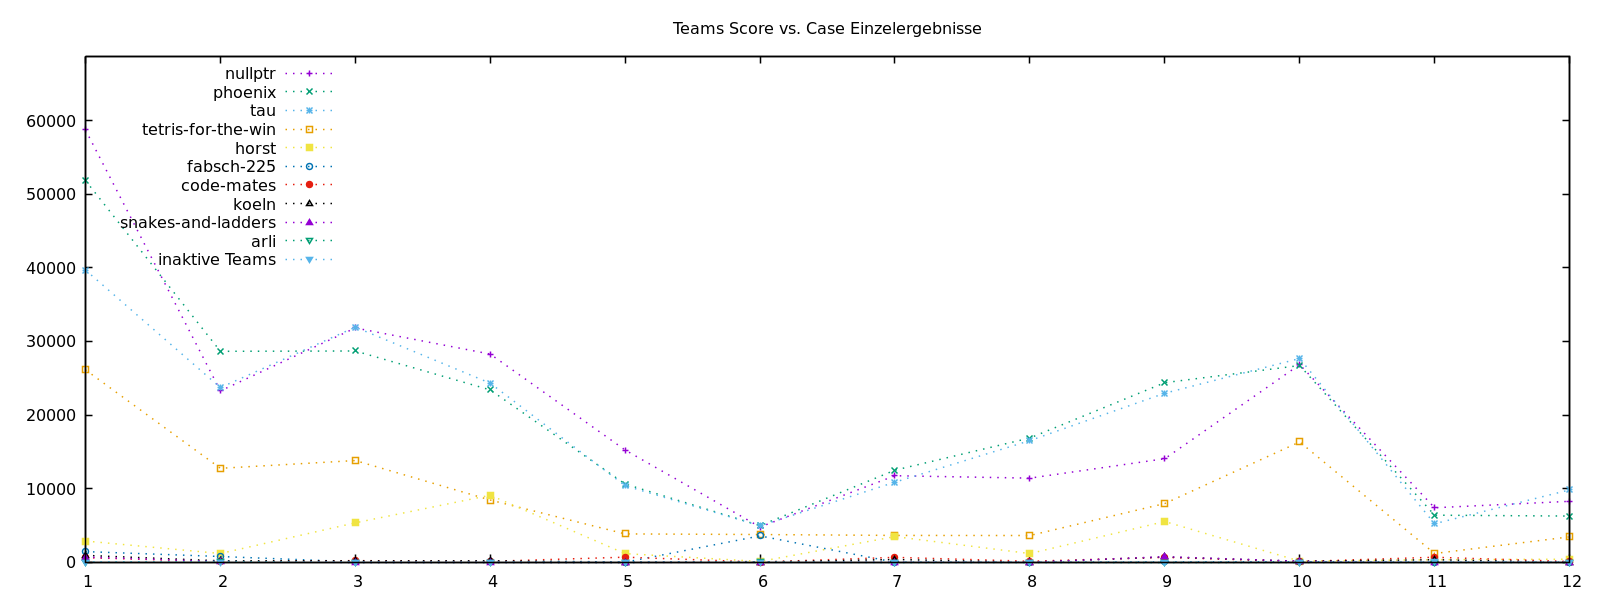 Teams Score vs. Case Einzelergebnisse
nullptr
phoenix
tau
tetris-for-the-win
horst
fabsch-225
code-mates
koeln
snakes-and-ladders
arli
inaktive Teams
60000
50000
40000
30000
20000
10000
0
1 2 3 4 5 6 7 8 9 10 11 12